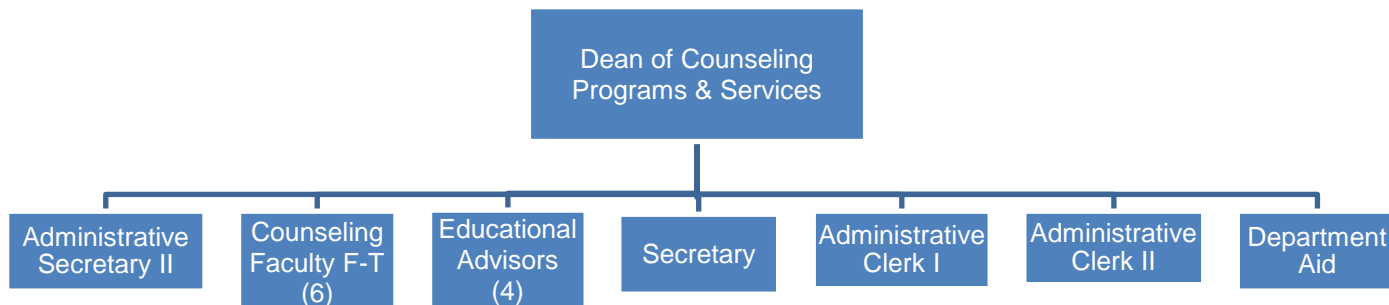 Dean of Counseling
Programs & Services
Administrative
Secretary II
Counseling
Faculty F-T
(6)
Educational
Advisors
(4)
Secretary
Administrative
Clerk I
Administrative
Clerk II
Department
Aid